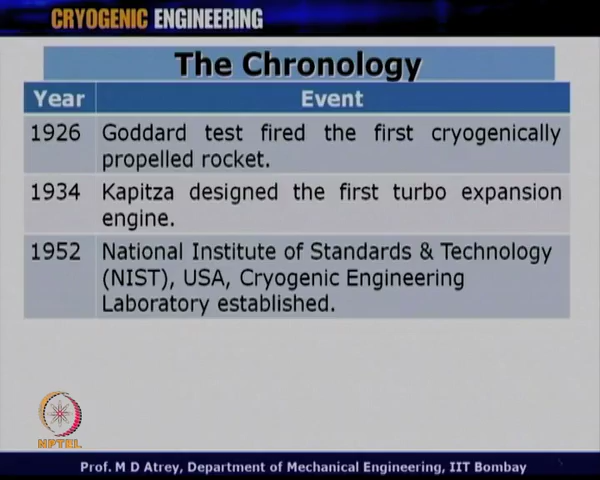 CRYOGENIC ENGINEERING
The Chronology
Year Event
1926 Goddard test fired the first cryogenically
propelled rocket.
1934 Kapitza designed the first turbo expansion
engine.
1952 National Institute of Standards & Technology
(NIST), USA, Cryogenic Engineering
Laboratory established.
NPTEL
Prof. M D Atrey, Department of Mechanical Engineering, IIT Bombay